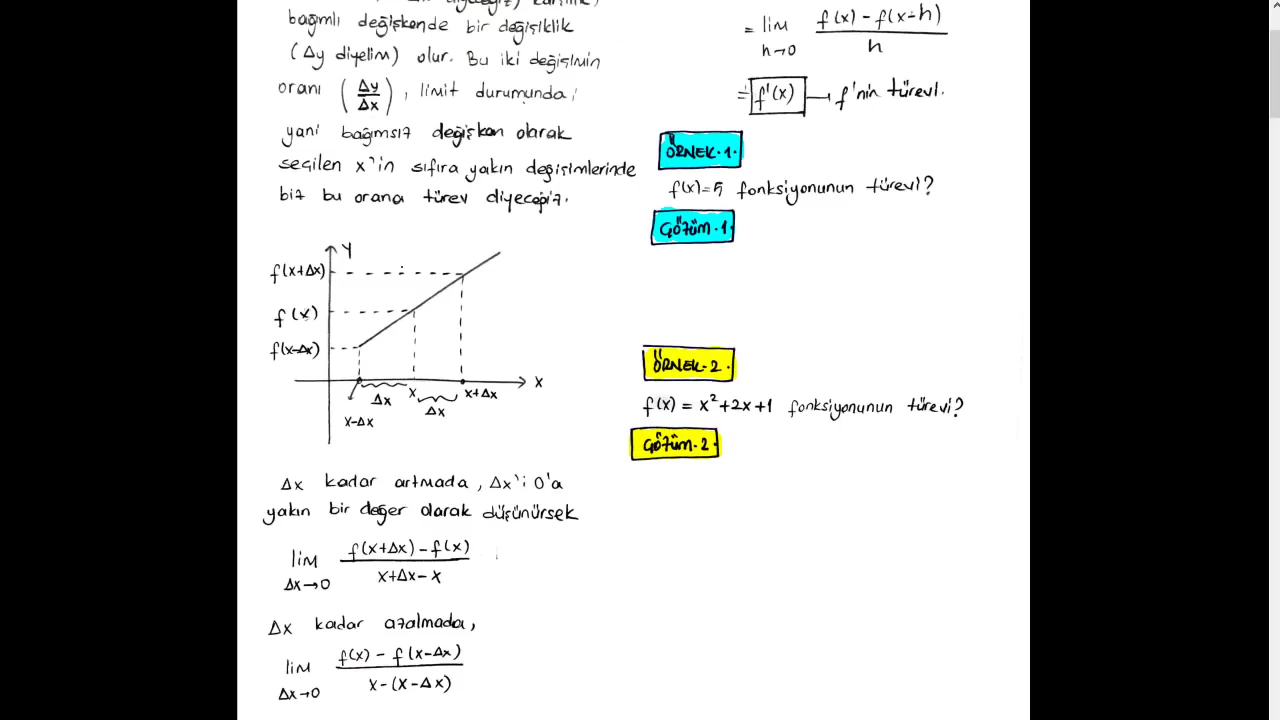 bağımlı değişkende bir değişiklik
(Δy diyelim) olur. Bu iki değişimin
oranı (Δy/Δx), limit durumunda;
yani bağımsız değişken olarak
seçilen x'in sıfıra yakın değişimlerinde
biz bu orana türev diyeceğiz.
y
f(x+Δx)
f(x)
f(x-Δx)
x
Δx x Δx x+Δx
x-Δx
Δx kadar artmada, Δx'i 0'a
yakın bir değer olarak düşünürsek
lim Δx→0 f(x+Δx) - f(x) / x+Δx-x
Δx kadar azalmada,
lim Δx→0 f(x) - f(x-Δx) / x-(x-Δx)
= lim h→0 f(x) - f(x-h) / h
= f'(x) → f'nin türevi.
ÖRNEK-1.
f(x)=5 fonksiyonunun türevi?
Çözüm-1.
ÖRNEK-2.
f(x) = x²+2x+1 fonksiyonunun türevi?
Çözüm-2.